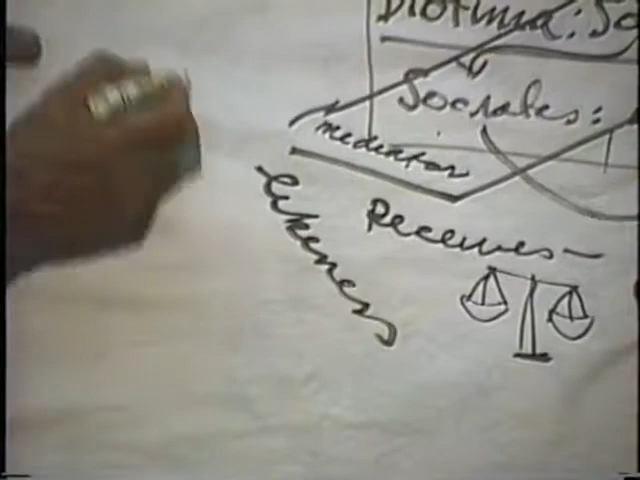 Diotima: So
Socrates:
mediator
Receives—
likeness